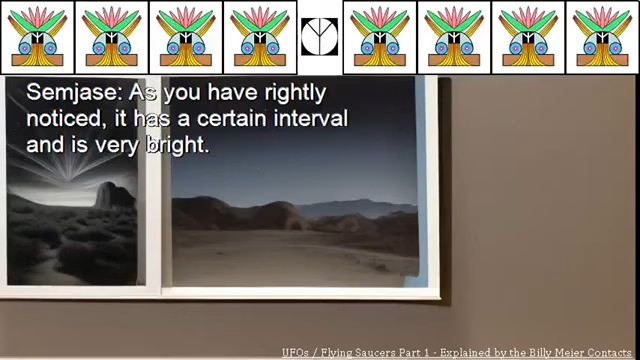 Semjase: As you have rightly
noticed, it has a certain interval
and is very bright.
UFOs / Flying Saucers Part 1 - Explained by the Billy Meier Contacts